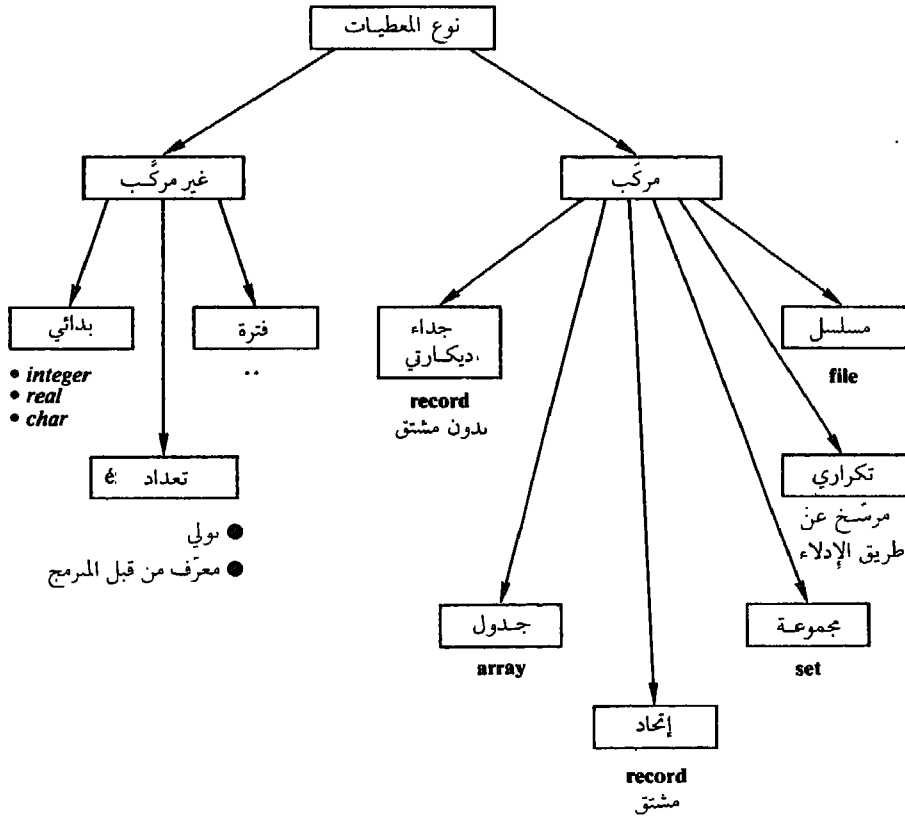 نوع المعطيات
غير مركَّب
مركَّب
بدائي
• integer
• real
• char
فترة
..
تعداد
é
● بولي
● معرّف من قبل المبرمج
جداء
ديكارتي
record
بدون مشتق
مسلسل
file
تكراري
مرسّخ عن
طريق الإدلاء
جدول
array
مجموعة
set
إتحاد
record
مشتق